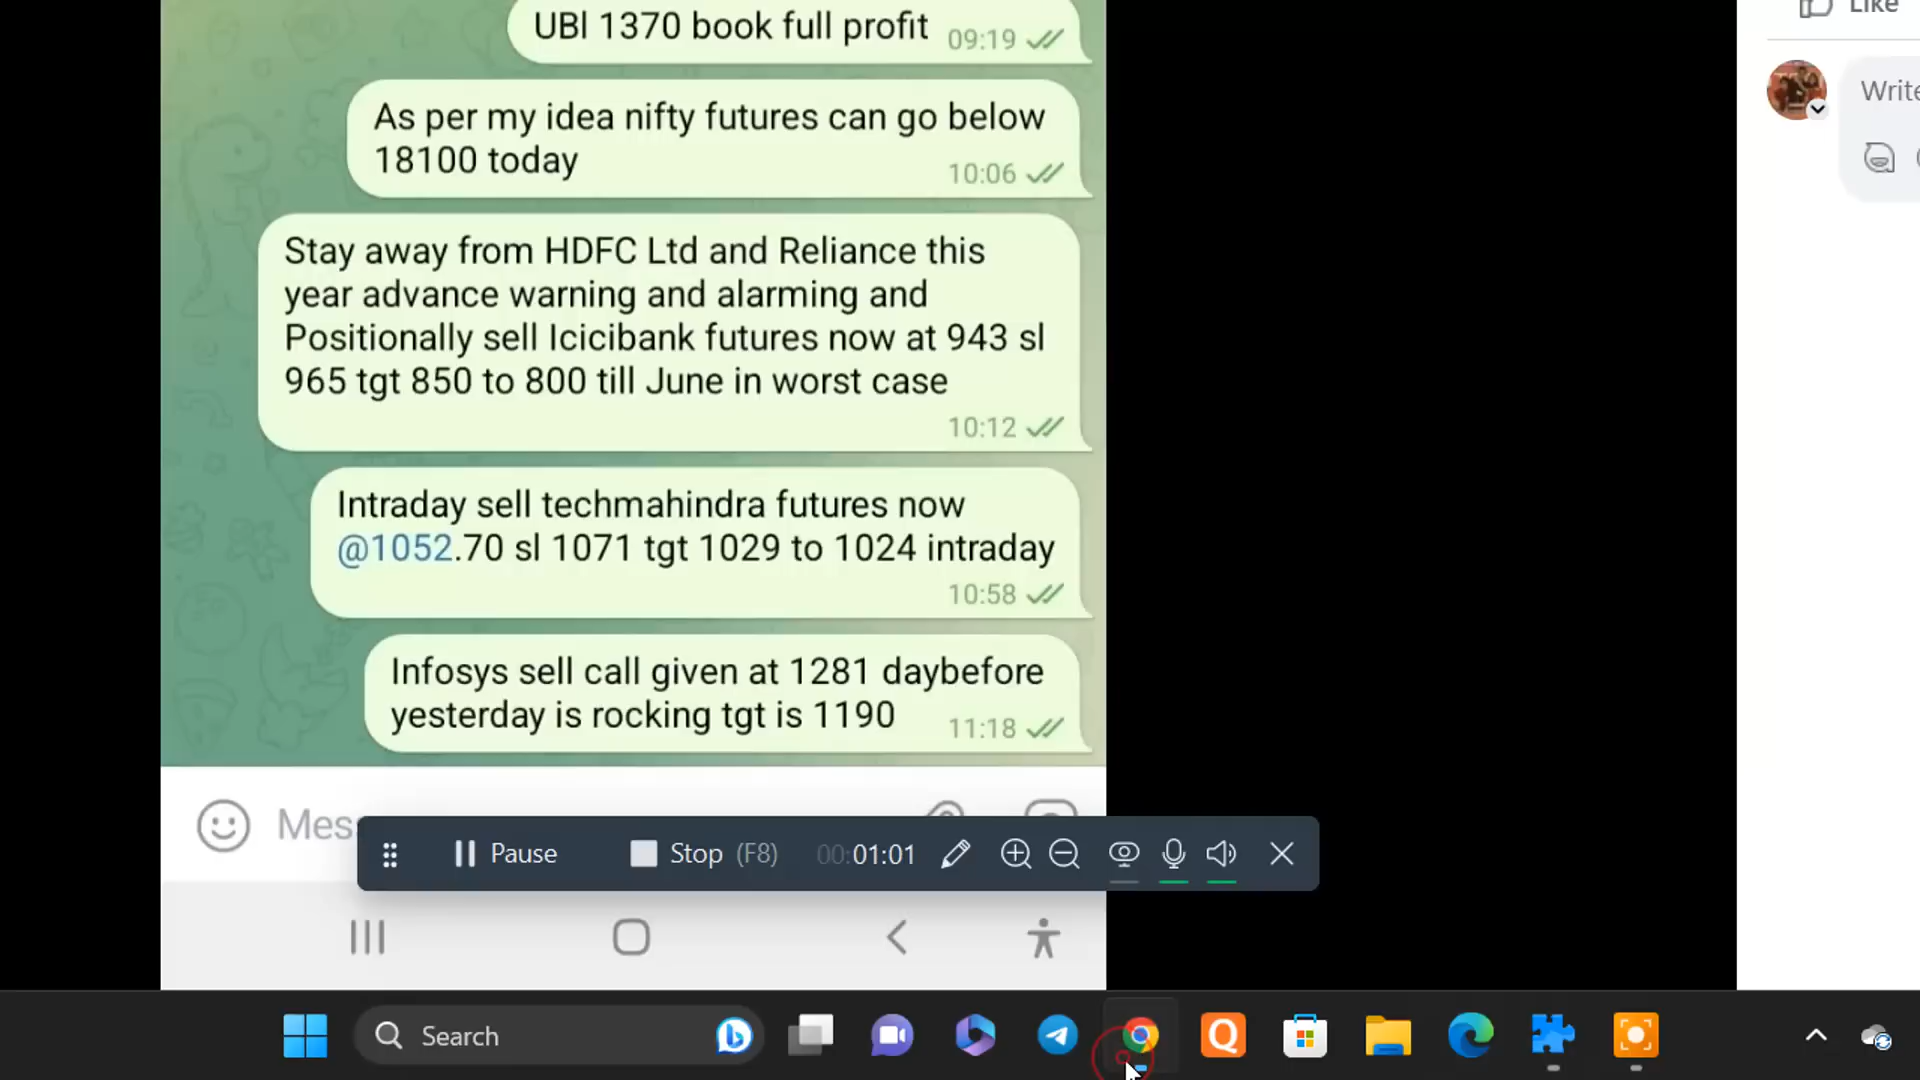 UBl 1370 book full profit 09:19
As per my idea nifty futures can go below
18100 today
10:06
Stay away from HDFC Ltd and Reliance this
year advance warning and alarming and
Positionally sell Icicibank futures now at 943 sl
965 tgt 850 to 800 till June in worst case
10:12
Intraday sell techmahindra futures now
@1052.70 sl 1071 tgt 1029 to 1024 intraday
10:58
Infosys sell call given at 1281 daybefore
yesterday is rocking tgt is 1190 11:18
Mes
Pause Stop (F8) 00:01:01
Search
Like
Write